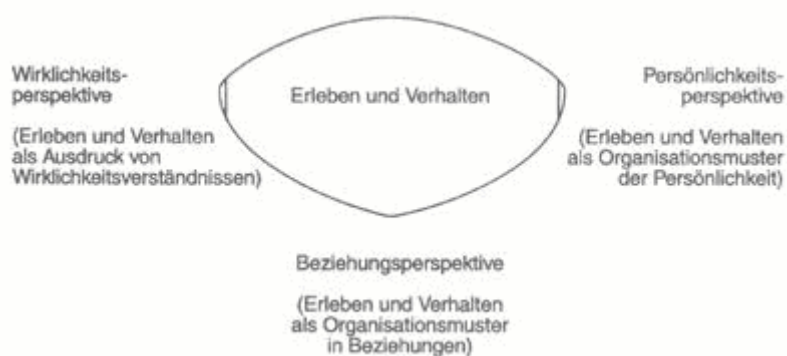 Wirklichkeits-
perspektive
(Erleben und Verhalten
als Ausdruck von
Wirklichkeitsverständnissen)
Erleben und Verhalten
Persönlichkeits-
perspektive
(Erleben und Verhalten
als Organisationsmuster
der Persönlichkeit)
Beziehungsperspektive
(Erleben und Verhalten
als Organisationsmuster
in Beziehungen)